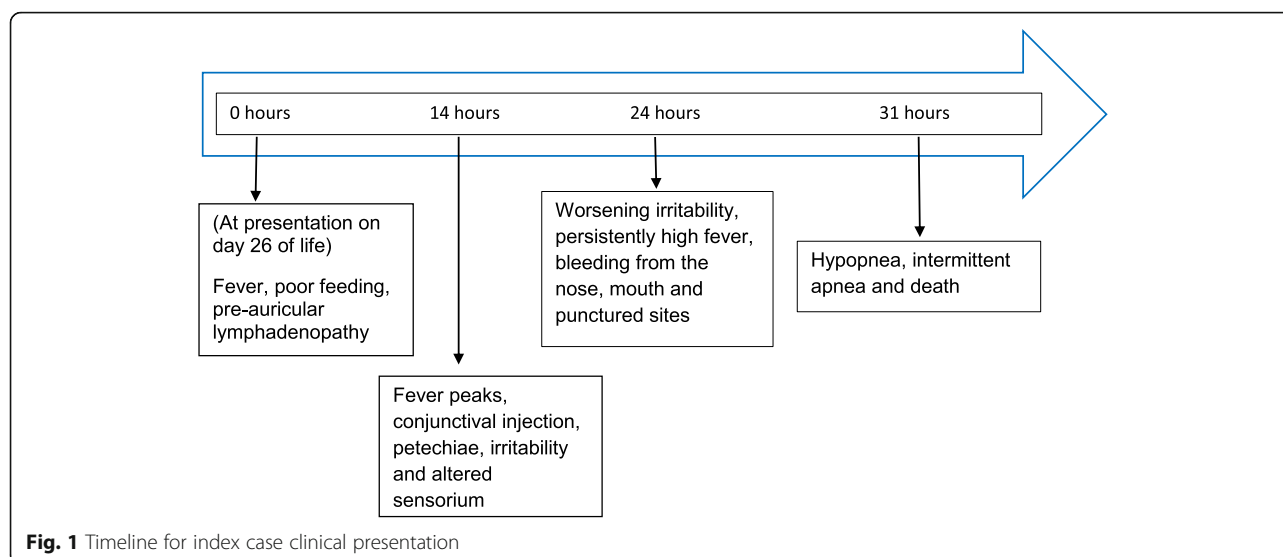 0 hours 14 hours 24 hours 31 hours
(At presentation on
day 26 of life)
Fever, poor feeding,
pre-auricular
lymphadenopathy
Fever peaks,
conjunctival injection,
petechiae, irritability
and altered
sensorium
Worsening irritability,
persistently high fever,
bleeding from the
nose, mouth and
punctured sites
Hypopnea, intermittent
apnea and death
Fig. 1 Timeline for index case clinical presentation